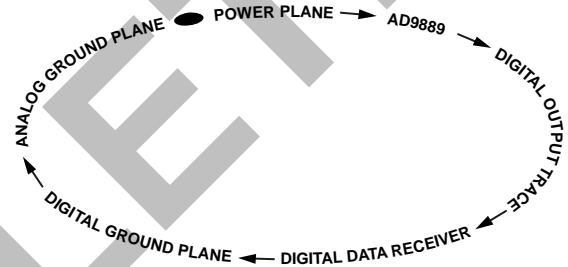 POWER PLANE
AD9889
DIGITAL OUTPUT TRACE
DIGITAL DATA RECEIVER
DIGITAL GROUND PLANE
ANALOG GROUND PLANE